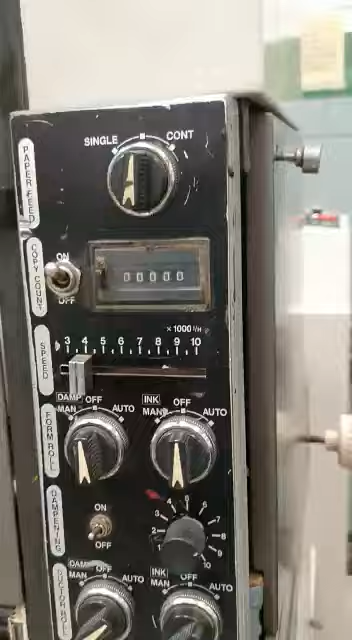 PAPER FEED
SINGLE
CONT
COPY COUNT
ON
OFF
00000
SPEED
× 1000 I/H
3 4 5 6 7 8 9 10
FORM ROLL
DAMP
MAN
OFF
AUTO
INK
MAN
OFF
AUTO
DAMPENING
ON
OFF
1 2 3 4 5 6 7 8 9 10
DUCTOR ROLL
DAMP
MAN
OFF
AUTO
INK
MAN
OFF
AUTO